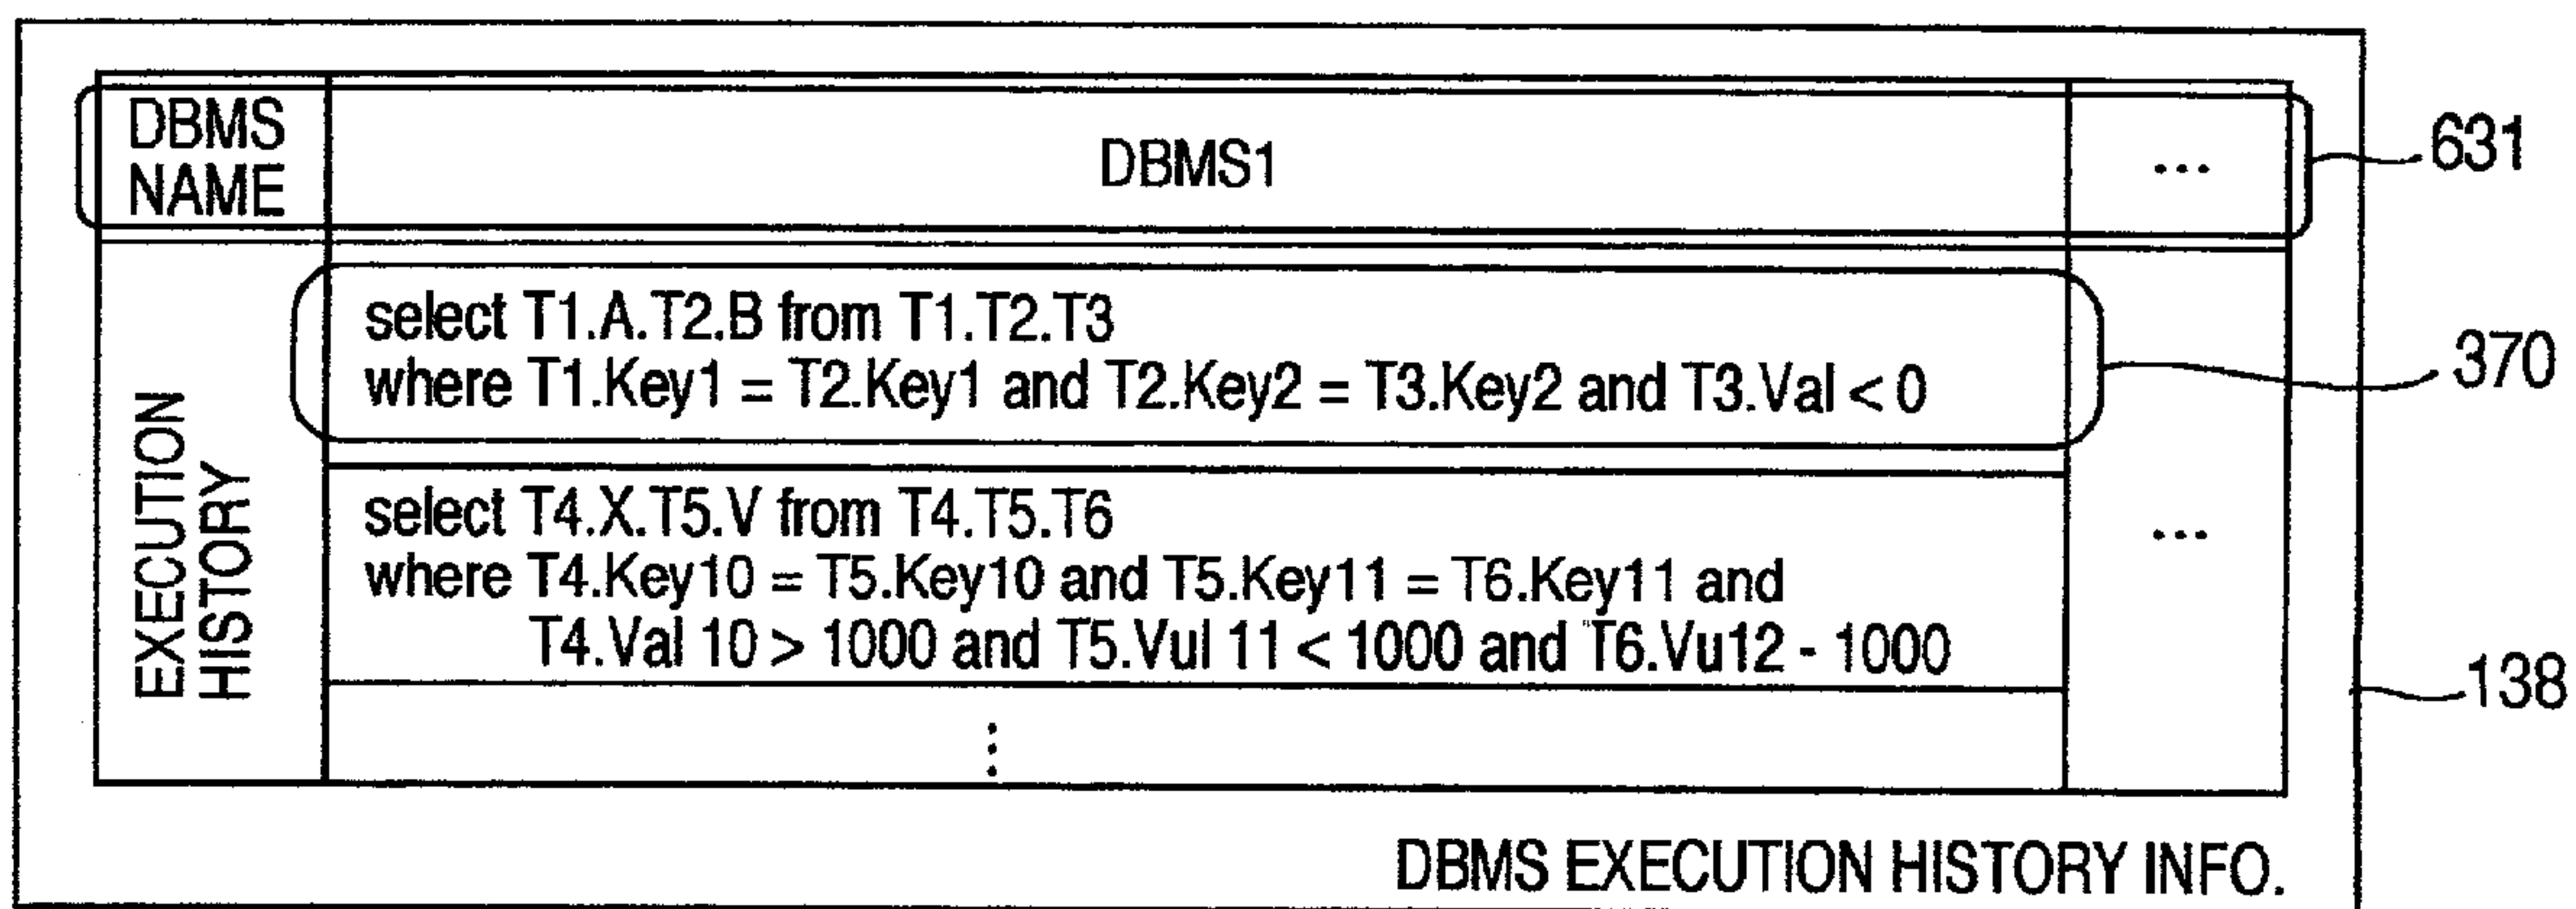 DBMS
NAME
DBMS1
...
631
EXECUTION
HISTORY
select T1.A.T2.B from T1.T2.T3
where T1.Key1 = T2.Key1 and T2.Key2 = T3.Key2 and T3.Val < 0
370
select T4.X.T5.V from T4.T5.T6
where T4.Key10 = T5.Key10 and T5.Key11 = T6.Key11 and
T4.Val 10 > 1000 and T5.Vul 11 < 1000 and T6.Vu12 - 1000
...
138
⋮
DBMS EXECUTION HISTORY INFO.